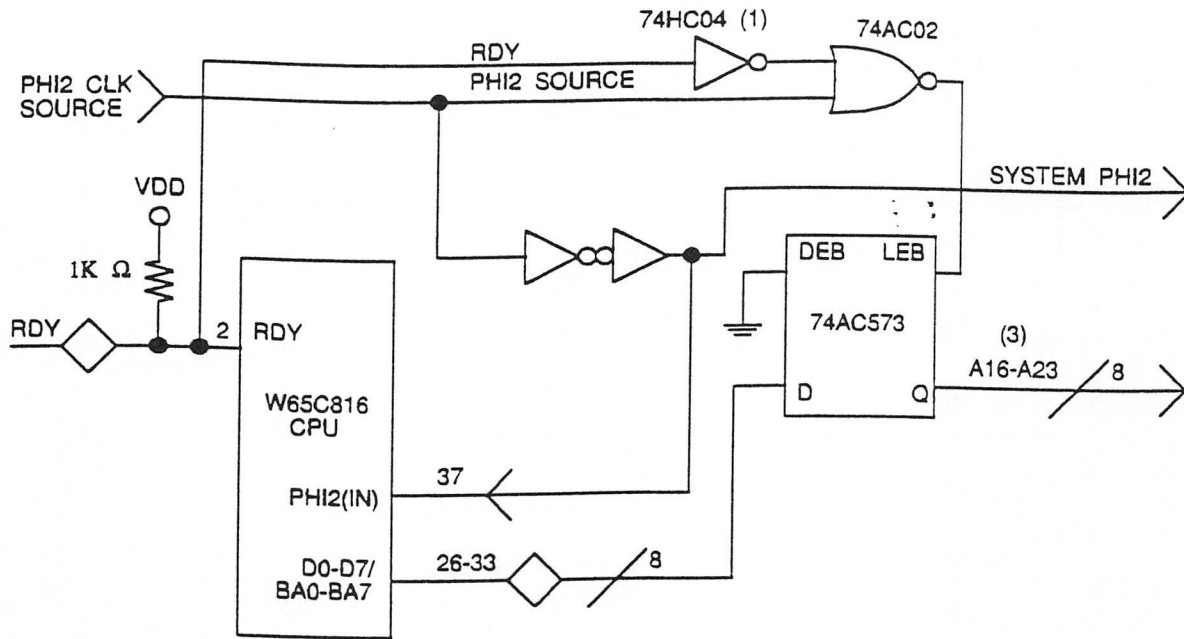 74HC04 (1)
74AC02
RDY
PHI2 CLK
SOURCE
PHI2 SOURCE
VDD
SYSTEM PHI2
1K Ω
DEB LEB
RDY
2
RDY
74AC573
(3)
A16-A23
8
W65C816
CPU
D Q
37
PHI2(IN)
26-33
8
D0-D7/
BA0-BA7